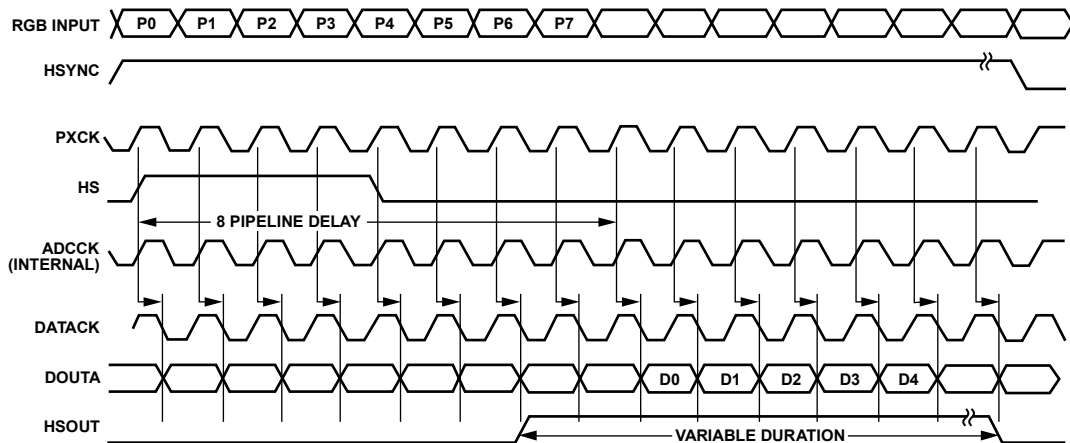 RGB INPUT P0 P1 P2 P3 P4 P5 P6 P7
HSYNC
PXCK
HS
8 PIPELINE DELAY
ADCCK
(INTERNAL)
DATACK
DOUTA D0 D1 D2 D3 D4
HSOUT
VARIABLE DURATION